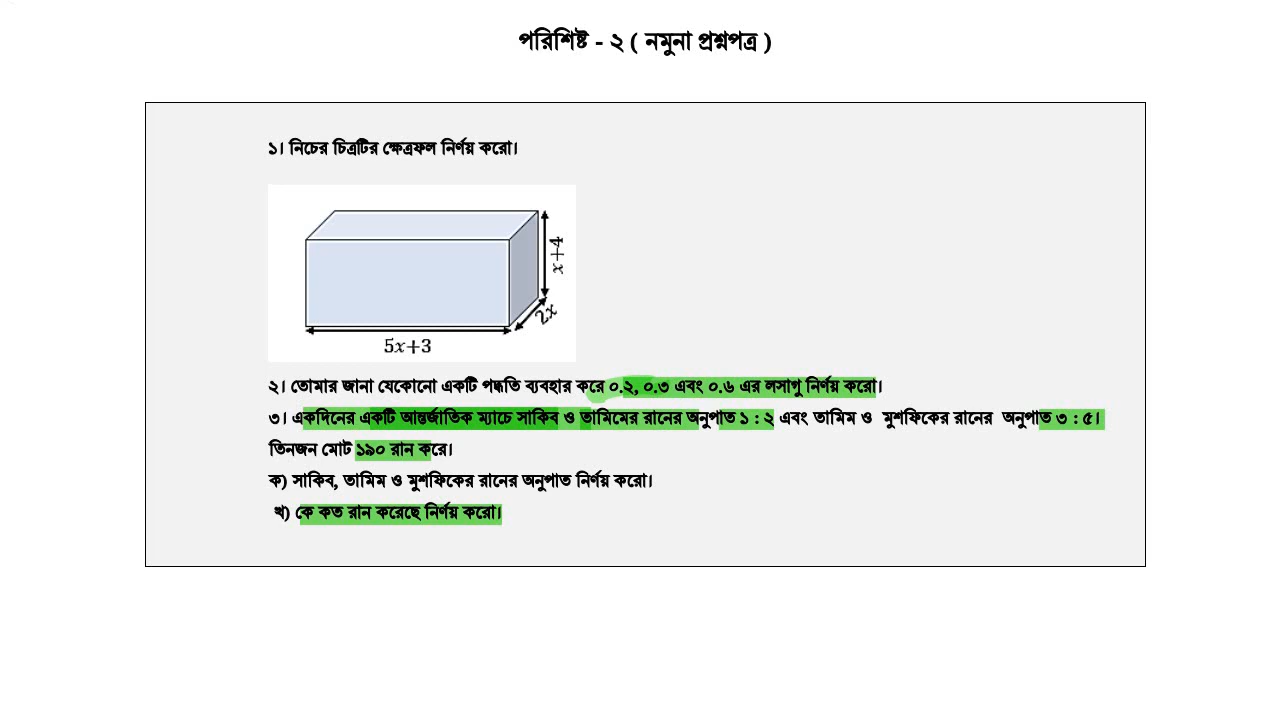 পরিশিষ্ট - ২ ( নমুনা প্রশ্নপত্র )
১। নিচের চিত্রটির ক্ষেত্রফল নির্ণয় করো।
x+4
2x
5x+3
২। তোমার জানা যেকোনো একটি পদ্ধতি ব্যবহার করে ০.২, ০.৩ এবং ০.৬ এর লসাগু নির্ণয় করো।
৩। একদিনের একটি আন্তর্জাতিক ম্যাচে সাকিব ও তামিমের রানের অনুপাত ১ : ২ এবং তামিম ও মুশফিকের রানের অনুপাত ৩ : ৫।
তিনজন মোট ১৯০ রান করে।
ক) সাকিব, তামিম ও মুশফিকের রানের অনুপাত নির্ণয় করো।
খ) কে কত রান করেছে নির্ণয় করো।